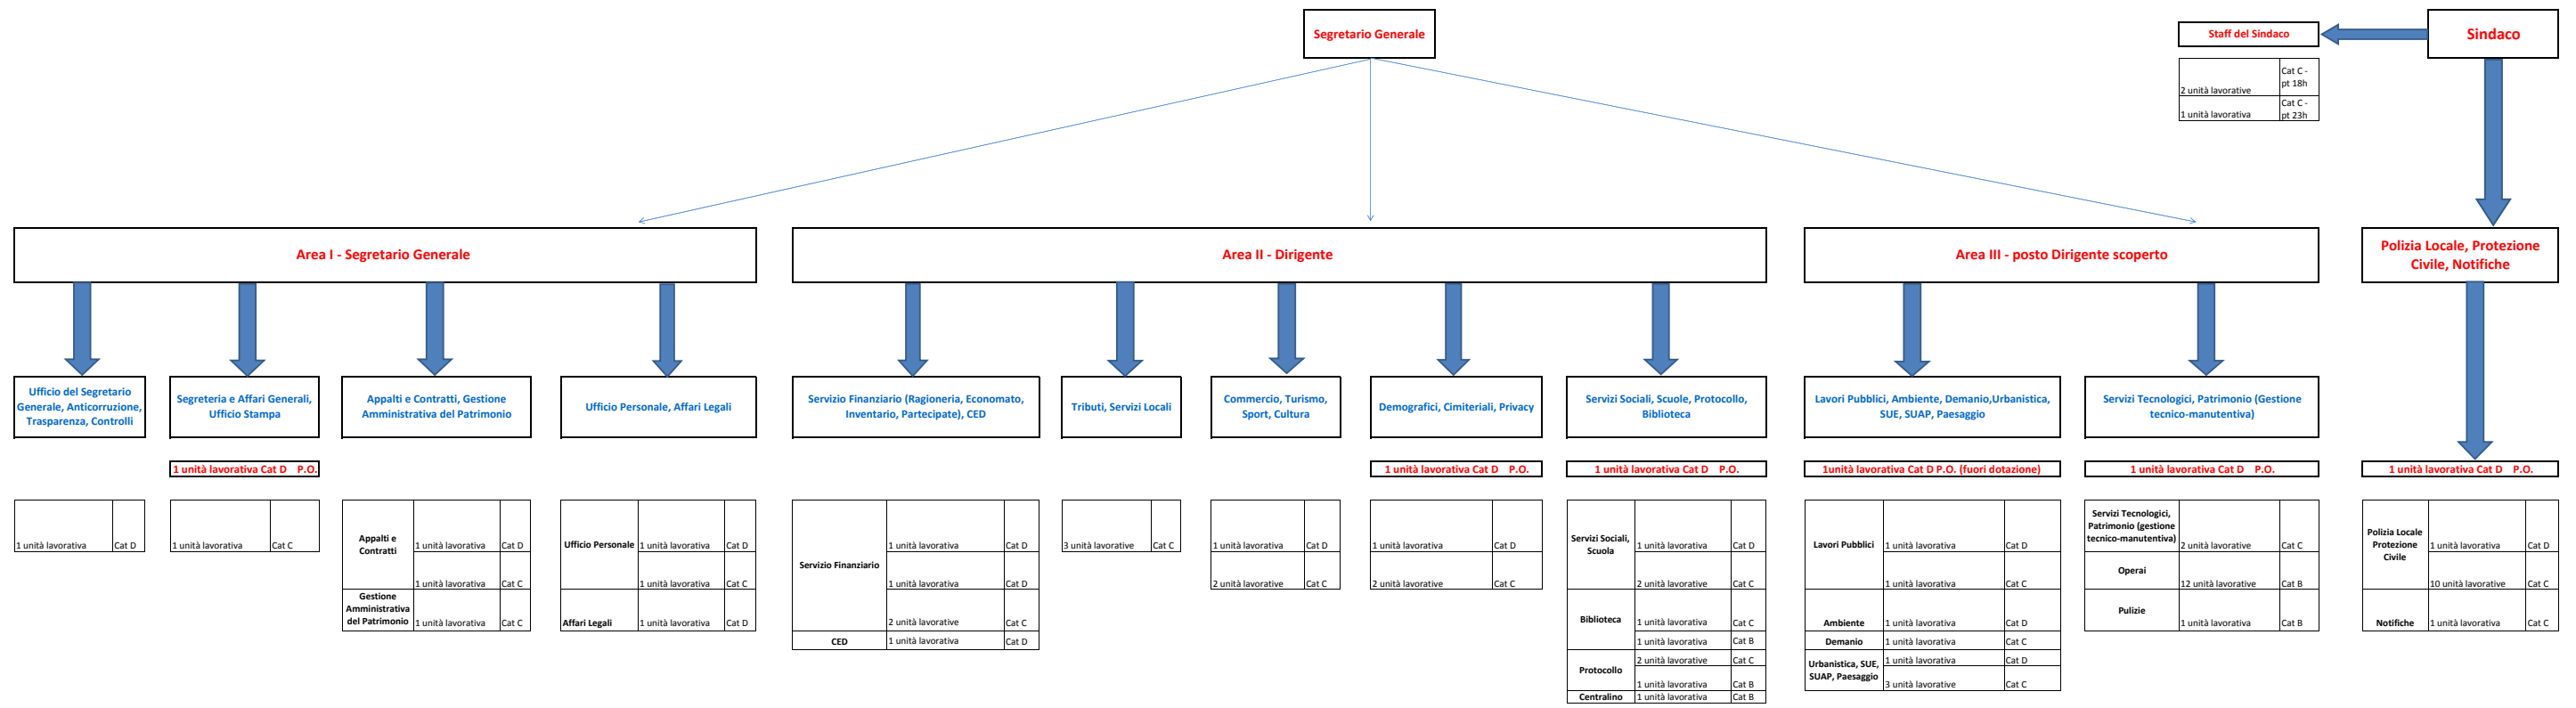 Segretario Generale
Staff del Sindaco
Sindaco
2 unità lavorative
Cat C -
pt 18h
1 unità lavorativa
Cat C -
pt 23h
Area I - Segretario Generale
Area II - Dirigente
Area III - posto Dirigente scoperto
Polizia Locale, Protezione
Civile, Notifiche
Ufficio del Segretario
Generale, Anticorruzione,
Trasparenza, Controlli
Segreteria e Affari Generali,
Ufficio Stampa
Appalti e Contratti, Gestione
Amministrativa del Patrimonio
Ufficio Personale, Affari Legali
Servizio Finanziario (Ragioneria, Economato,
Inventario, Partecipate), CED
Tributi, Servizi Locali
Commercio, Turismo,
Sport, Cultura
Demografici, Cimiteriali, Privacy
Servizi Sociali, Scuole, Protocollo,
Biblioteca
Lavori Pubblici, Ambiente, Demanio,Urbanistica,
SUE, SUAP, Paesaggio
Servizi Tecnologici, Patrimonio (Gestione
tecnico-manutentiva)
1 unità lavorativa Cat D P.O.
1 unità lavorativa Cat D P.O.
1 unità lavorativa Cat D P.O.
1unità lavorativa Cat D P.O. (fuori dotazione)
1 unità lavorativa Cat D P.O.
1 unità lavorativa Cat D P.O.
1 unità lavorativa Cat D
1 unità lavorativa Cat C
Appalti e
Contratti
1 unità lavorativa Cat D
1 unità lavorativa Cat C
Gestione
Amministrativa
del Patrimonio
1 unità lavorativa Cat C
Ufficio Personale
1 unità lavorativa Cat D
1 unità lavorativa Cat C
Affari Legali
1 unità lavorativa Cat D
Servizio Finanziario
1 unità lavorativa Cat D
1 unità lavorativa Cat D
2 unità lavorative Cat C
CED
1 unità lavorativa Cat D
3 unità lavorative Cat C
1 unità lavorativa Cat D
2 unità lavorative Cat C
1 unità lavorativa Cat D
2 unità lavorative Cat C
Servizi Sociali,
Scuola
1 unità lavorativa Cat D
2 unità lavorative Cat C
Biblioteca
1 unità lavorativa Cat C
1 unità lavorativa Cat B
Protocollo
2 unità lavorative Cat C
1 unità lavorativa Cat B
Centralino
1 unità lavorativa Cat B
Lavori Pubblici
1 unità lavorativa Cat D
1 unità lavorativa Cat C
Ambiente
1 unità lavorativa Cat D
Demanio
1 unità lavorativa Cat C
Urbanistica, SUE,
SUAP, Paesaggio
1 unità lavorativa Cat D
3 unità lavorative Cat C
Servizi Tecnologici,
Patrimonio (gestione
tecnico-manutentiva)
2 unità lavorative Cat C
Operai
12 unità lavorative Cat B
Pulizie
1 unità lavorativa Cat B
Polizia Locale
Protezione
Civile
1 unità lavorativa Cat D
10 unità lavorative Cat C
Notifiche
1 unità lavorativa Cat C